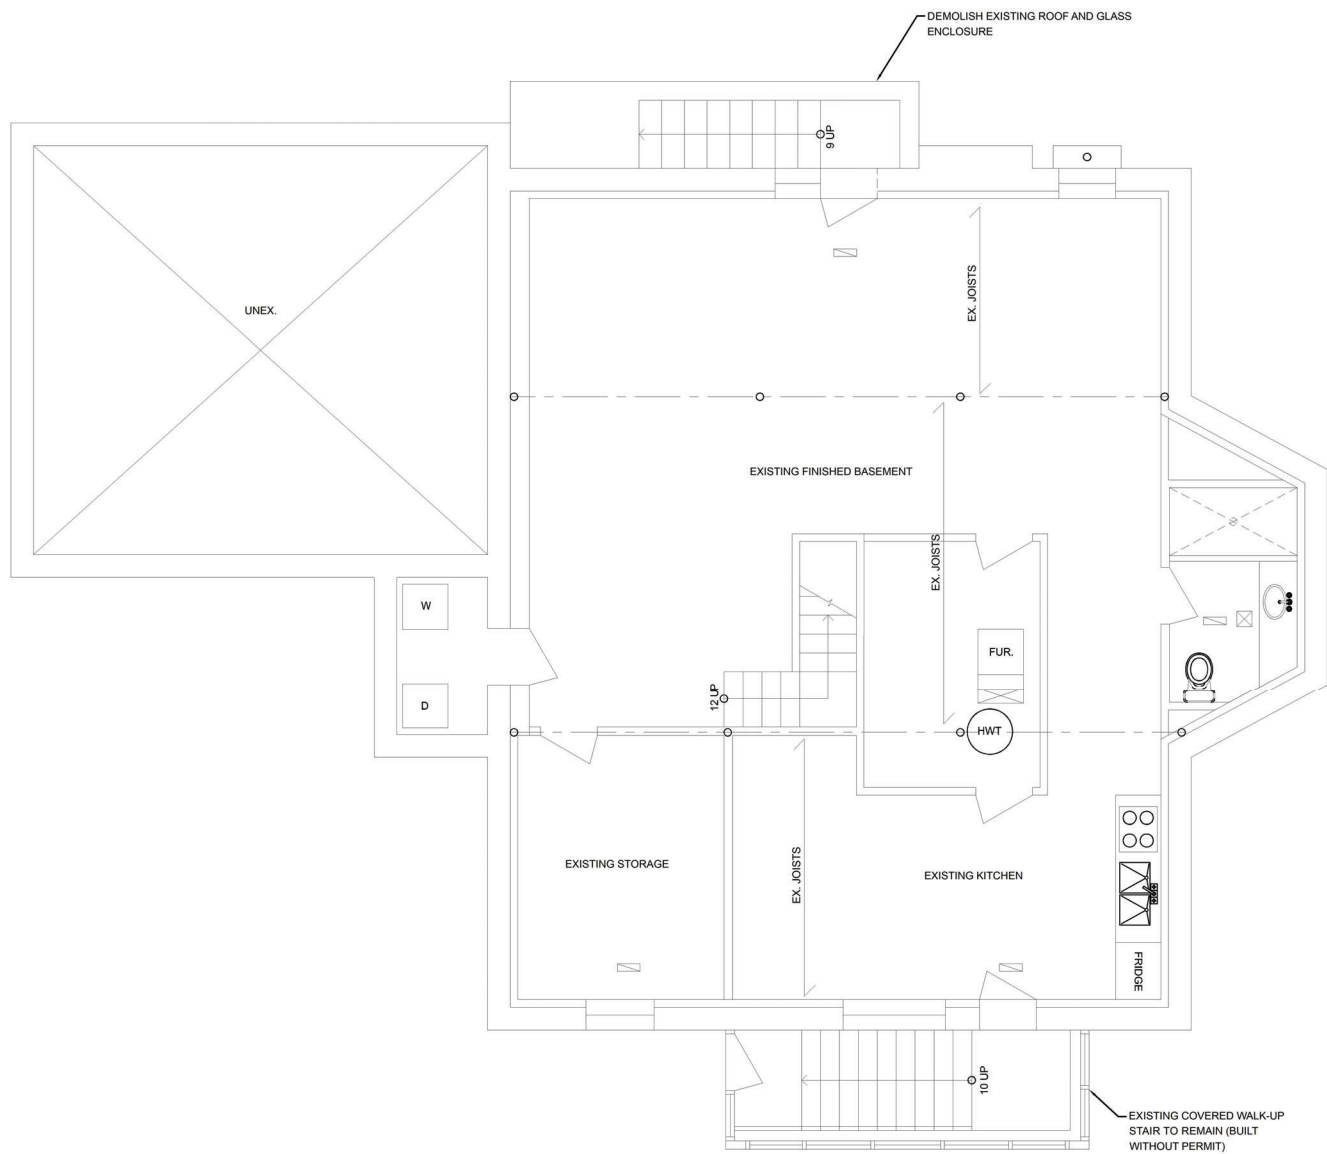 DEMOLISH EXISTING ROOF AND GLASS
ENCLOSURE
9 UP
UNEX.
EX. JOISTS
EXISTING FINISHED BASEMENT
EX. JOISTS
W
D
12 UP
FUR.
HWT
EXISTING STORAGE
EX. JOISTS
EXISTING KITCHEN
FRIDGE
10 UP
EXISTING COVERED WALK-UP
STAIR TO REMAIN (BUILT
WITHOUT PERMIT)